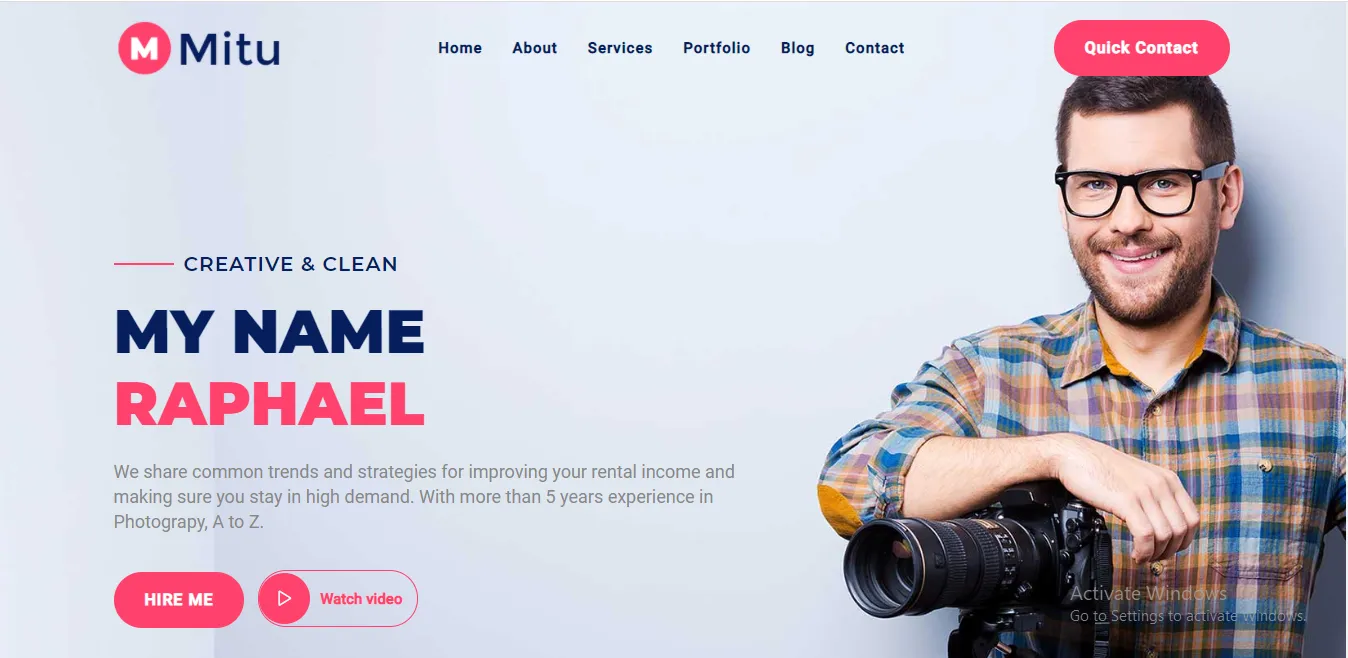 M Mitu
Home About Services Portfolio Blog Contact
Quick Contact
CREATIVE & CLEAN
MY NAME
RAPHAEL
We share common trends and strategies for improving your rental income and
making sure you stay in high demand. With more than 5 years experience in
Photograpy, A to Z.
HIRE ME
Watch video
Activate Windows
Go to Settings to activate Windows.